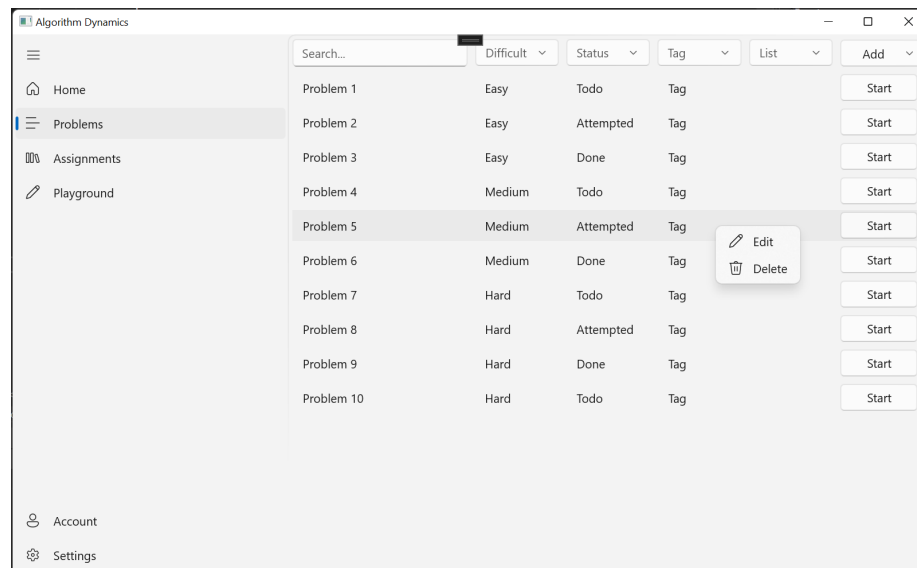 Algorithm Dynamics
Search... Difficult Status Tag List Add
Home
Problems
Assignments
Playground
Problem 1 Easy Todo Tag Start
Problem 2 Easy Attempted Tag Start
Problem 3 Easy Done Tag Start
Problem 4 Medium Todo Tag Start
Problem 5 Medium Attempted Tag Start
Edit
Delete
Problem 6 Medium Done Tag Start
Problem 7 Hard Todo Tag Start
Problem 8 Hard Attempted Tag Start
Problem 9 Hard Done Tag Start
Problem 10 Hard Todo Tag Start
Account
Settings